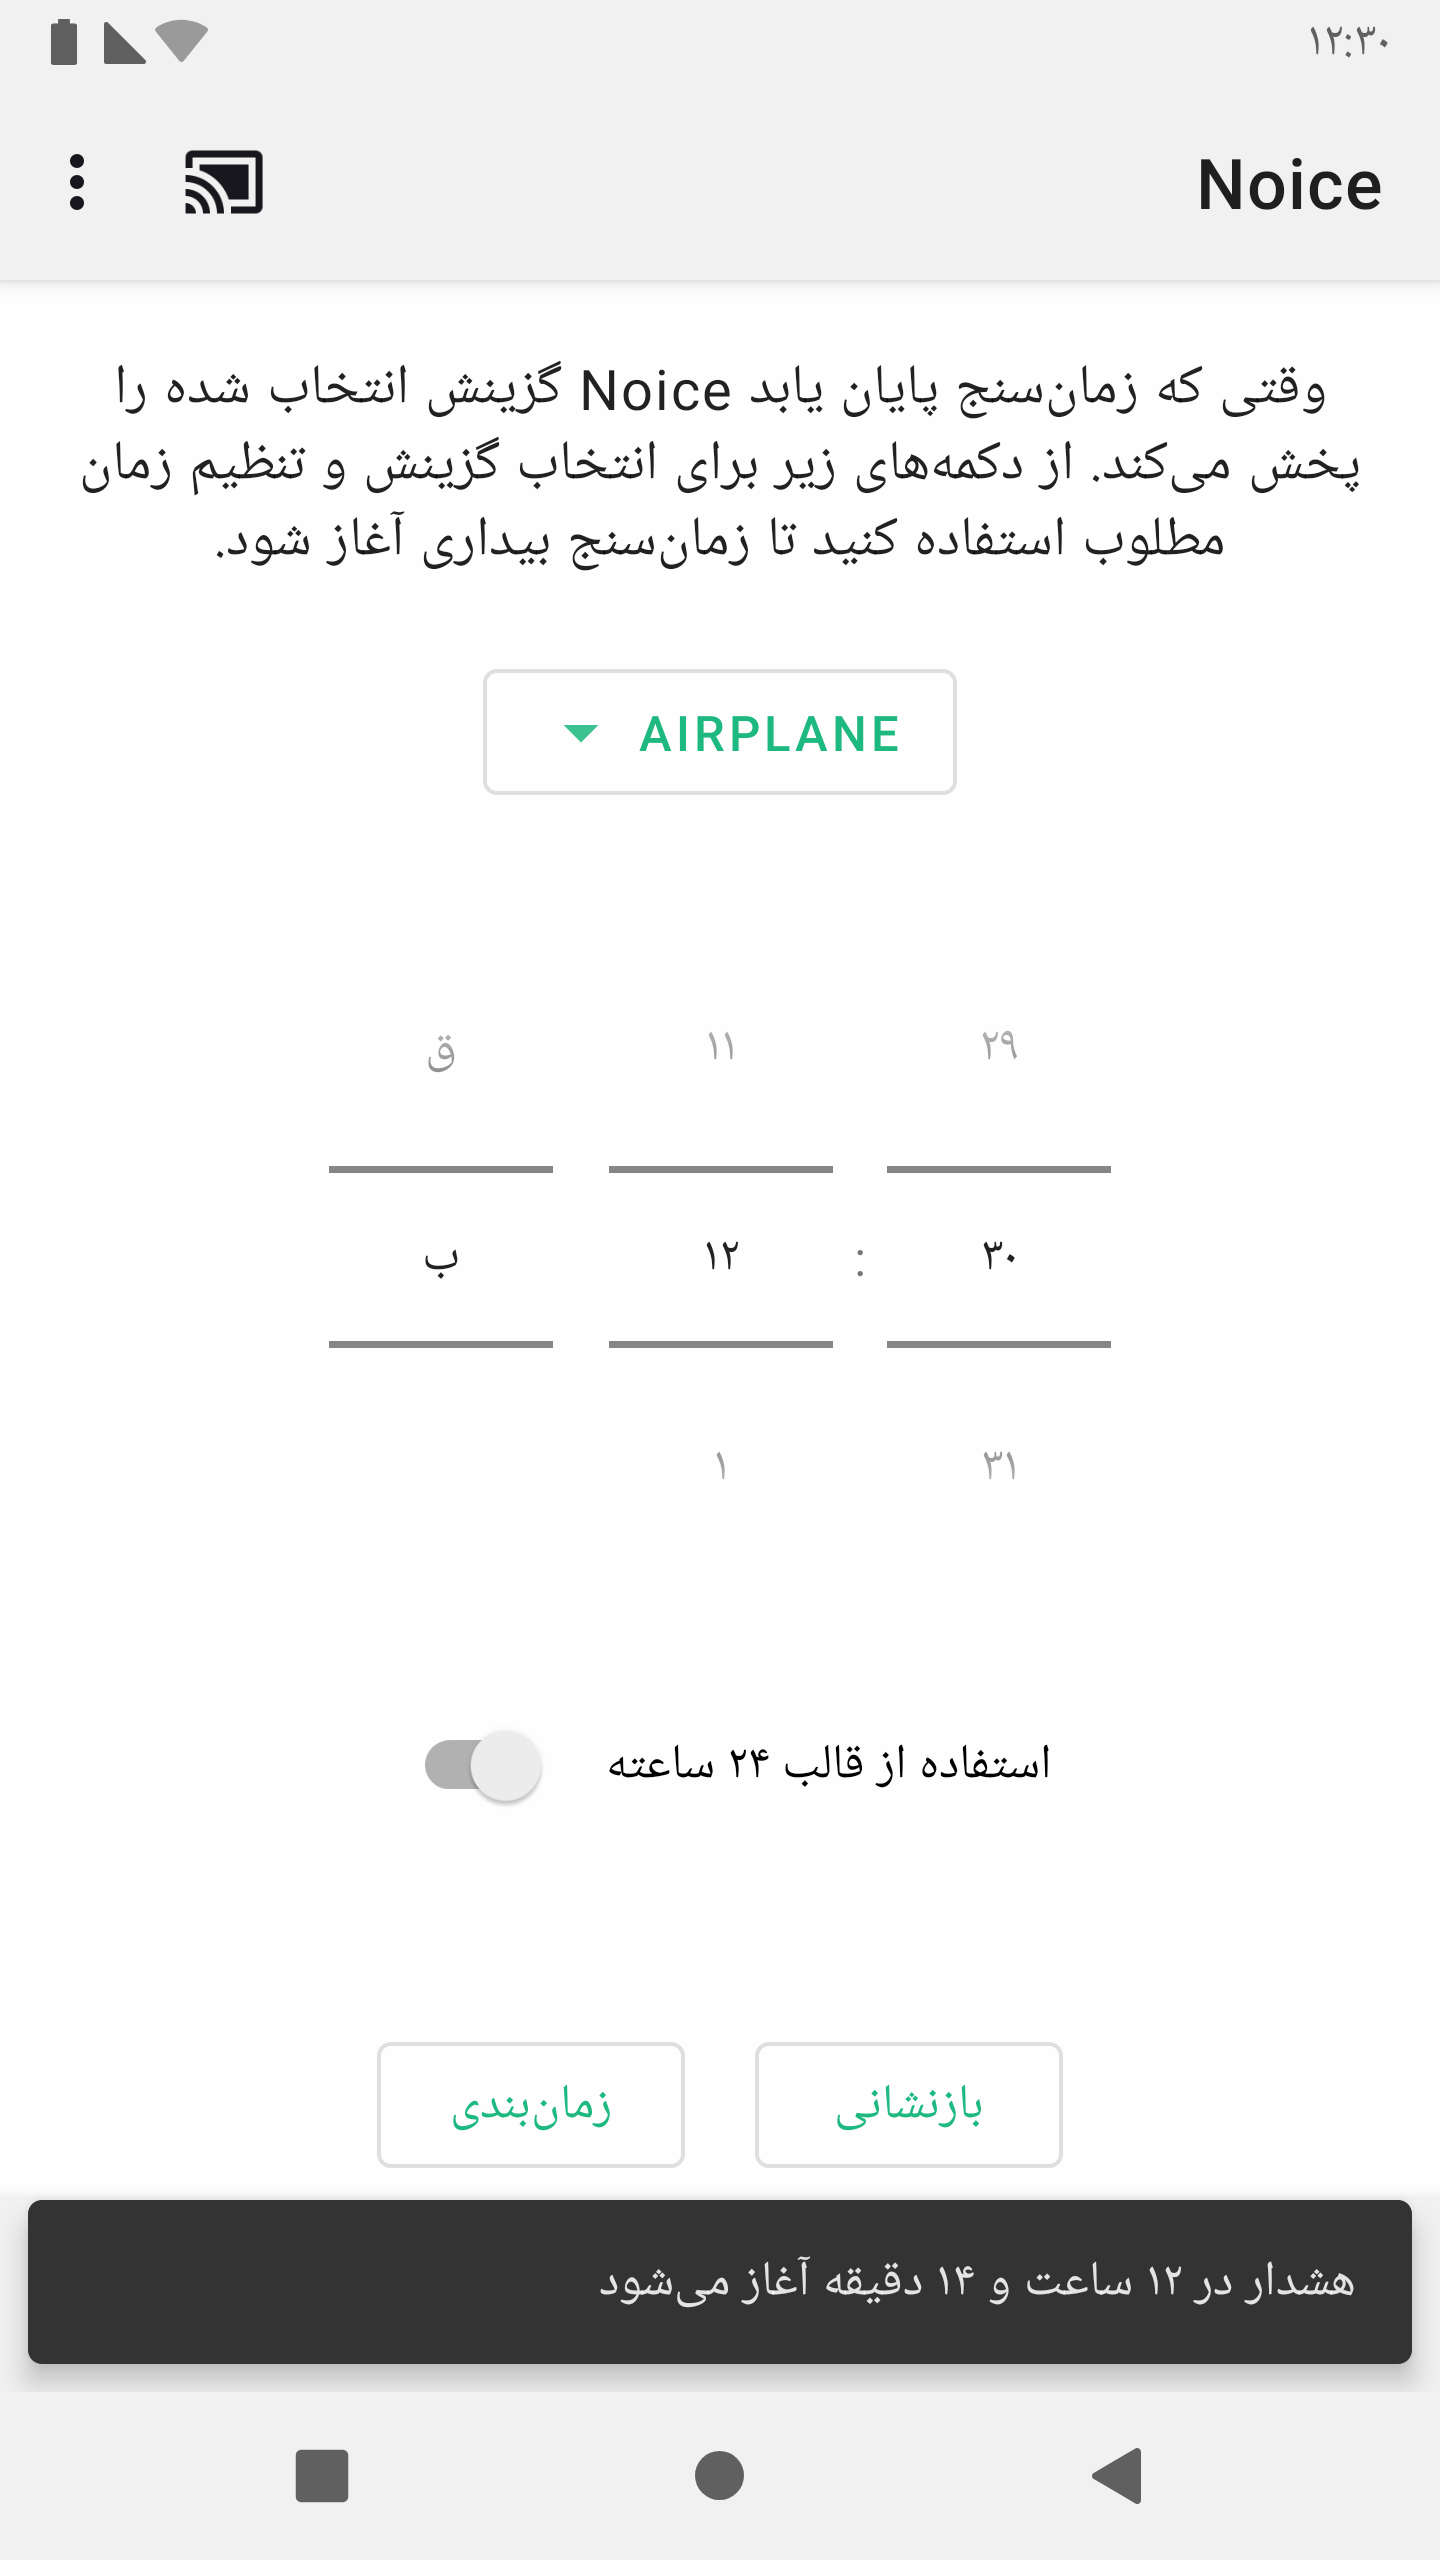 ۱۲:۳۰
Noice
وقتی که زمان‌سنج پایان یابد Noice گزینش انتخاب شده را
پخش می‌کند. از دکمه‌های زیر برای انتخاب گزینش و تنظیم زمان
مطلوب استفاده کنید تا زمان‌سنج بیداری آغاز شود.
AIRPLANE
۲۹ ۱۱ ق
۳۰ : ۱۲ ب
۳۱ ۱
استفاده از قالب ۲۴ ساعته
بازنشانی زمان‌بندی
هشدار در ۱۲ ساعت و ۱۴ دقیقه آغاز می‌شود